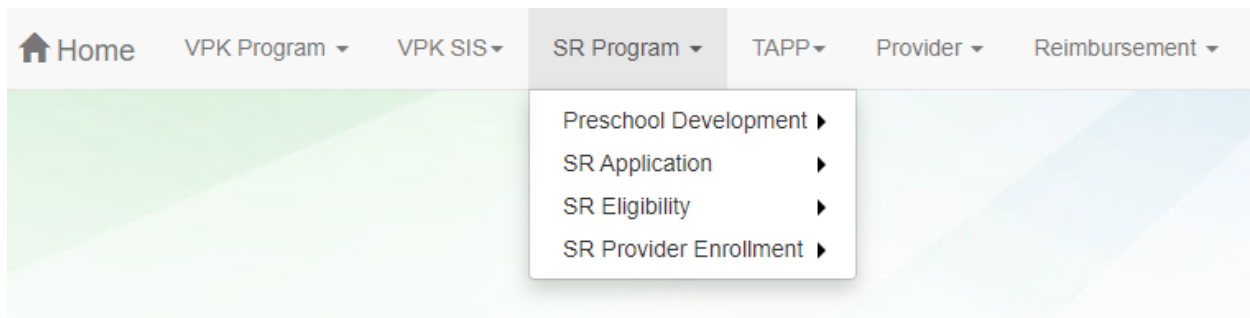 Home VPK Program VPK SIS SR Program TAPP Provider Reimbursement
Preschool Development
SR Application
SR Eligibility
SR Provider Enrollment